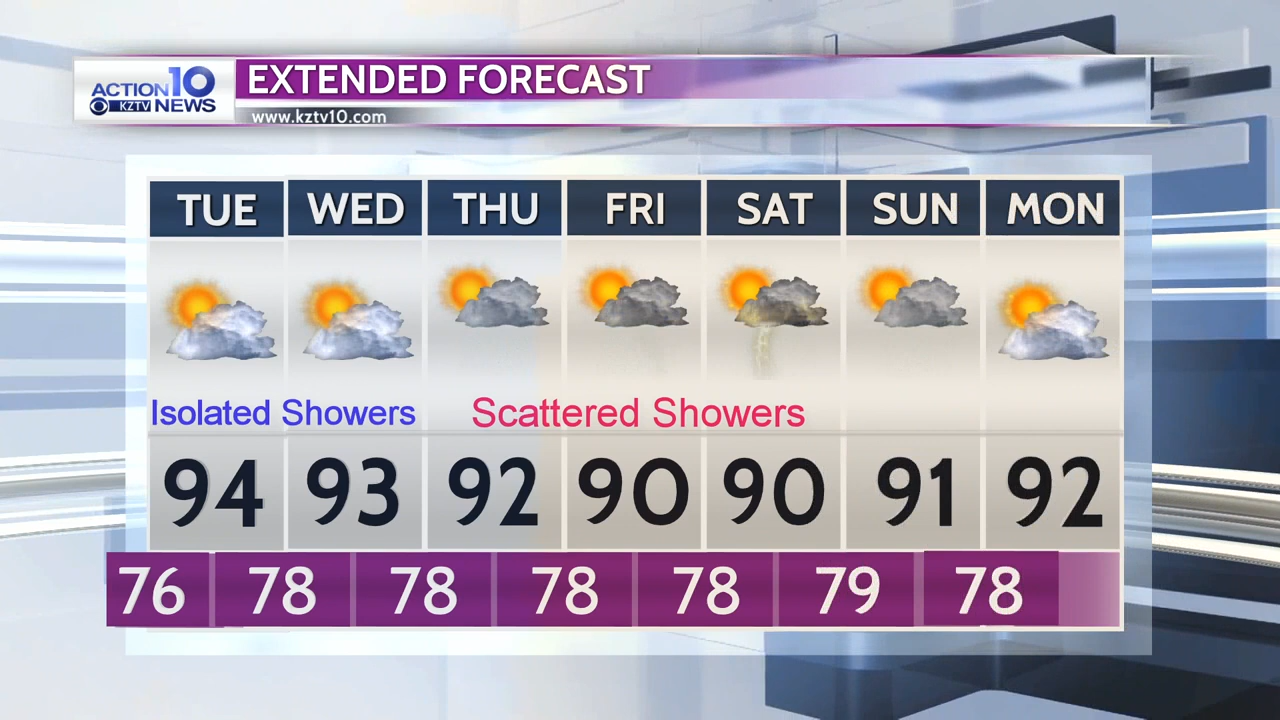 ACTION 10
KZTV NEWS
EXTENDED FORECAST
www.kztv10.com
TUE WED THU FRI SAT SUN MON
Isolated Showers Scattered Showers
94 93 92 90 90 91 92
76 78 78 78 78 79 78